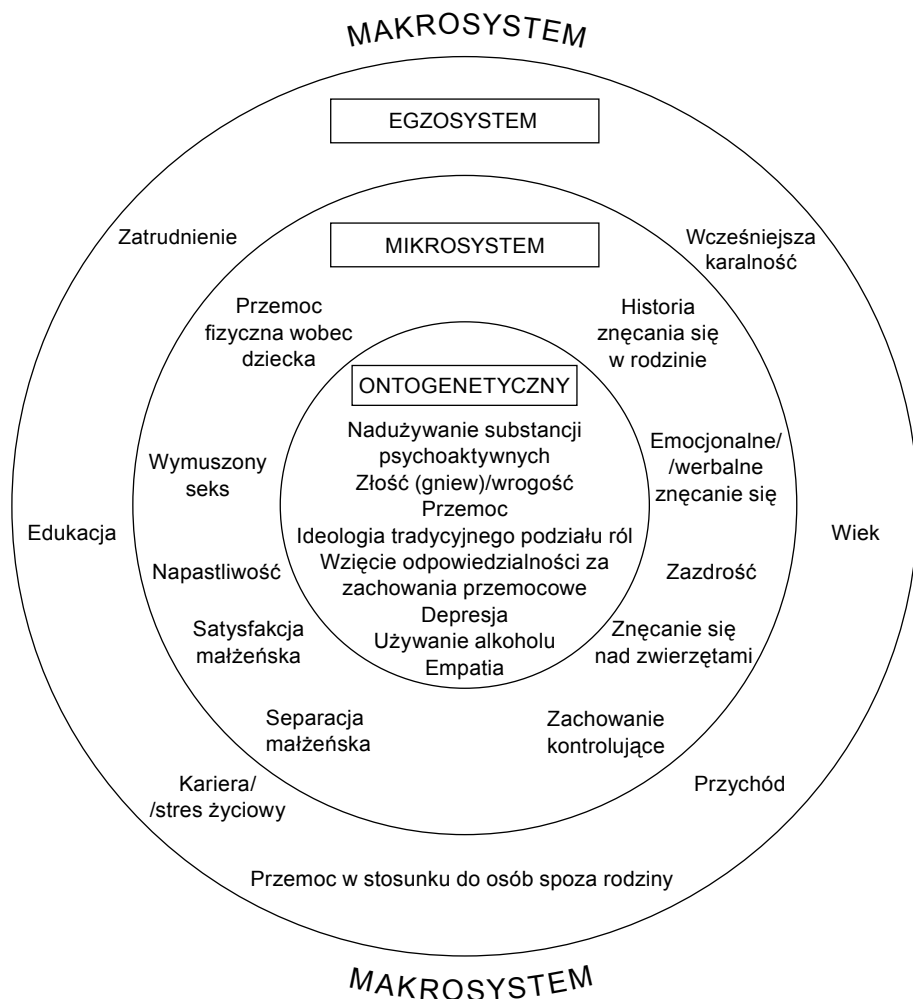 MAKROSYSTEM
EGZOSYSTEM
Zatrudnienie
Wcześniejsza
karalność
MIKROSYSTEM
Przemoc
fizyczna wobec
dziecka
Historia
znęcania się
w rodzinie
ONTOGENETYCZNY
Nadużywanie substancji
psychoaktywnych
Złość (gniew)/wrogość
Przemoc
Ideologia tradycyjnego podziału ról
Wzięcie odpowiedzialności za
zachowania przemocowe
Depresja
Używanie alkoholu
Empatia
Wymuszony
seks
Emocjonalne/
/werbalne
znęcanie się
Edukacja
Wiek
Napastliwość
Zazdrość
Satysfakcja
małżeńska
Znęcanie się
nad zwierzętami
Separacja
małżeńska
Zachowanie
kontrolujące
Kariera/
/stres życiowy
Przychód
Przemoc w stosunku do osób spoza rodziny
MAKROSYSTEM